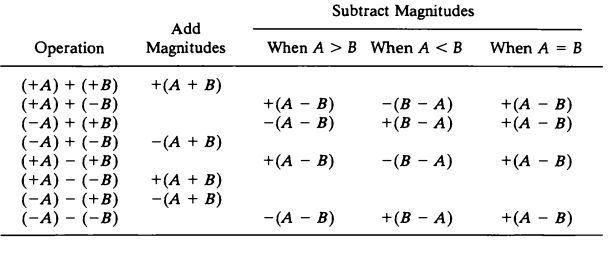 Subtract Magnitudes
Add
Operation Magnitudes When A > B When A < B When A = B
(+A) + (+B) +(A + B)
(+A) + (−B) +(A − B) −(B − A) +(A − B)
(−A) + (+B) −(A − B) +(B − A) +(A − B)
(−A) + (−B) −(A + B)
(+A) − (+B) +(A − B) −(B − A) +(A − B)
(+A) − (−B) +(A + B)
(−A) − (+B) −(A + B)
(−A) − (−B) −(A − B) +(B − A) +(A − B)